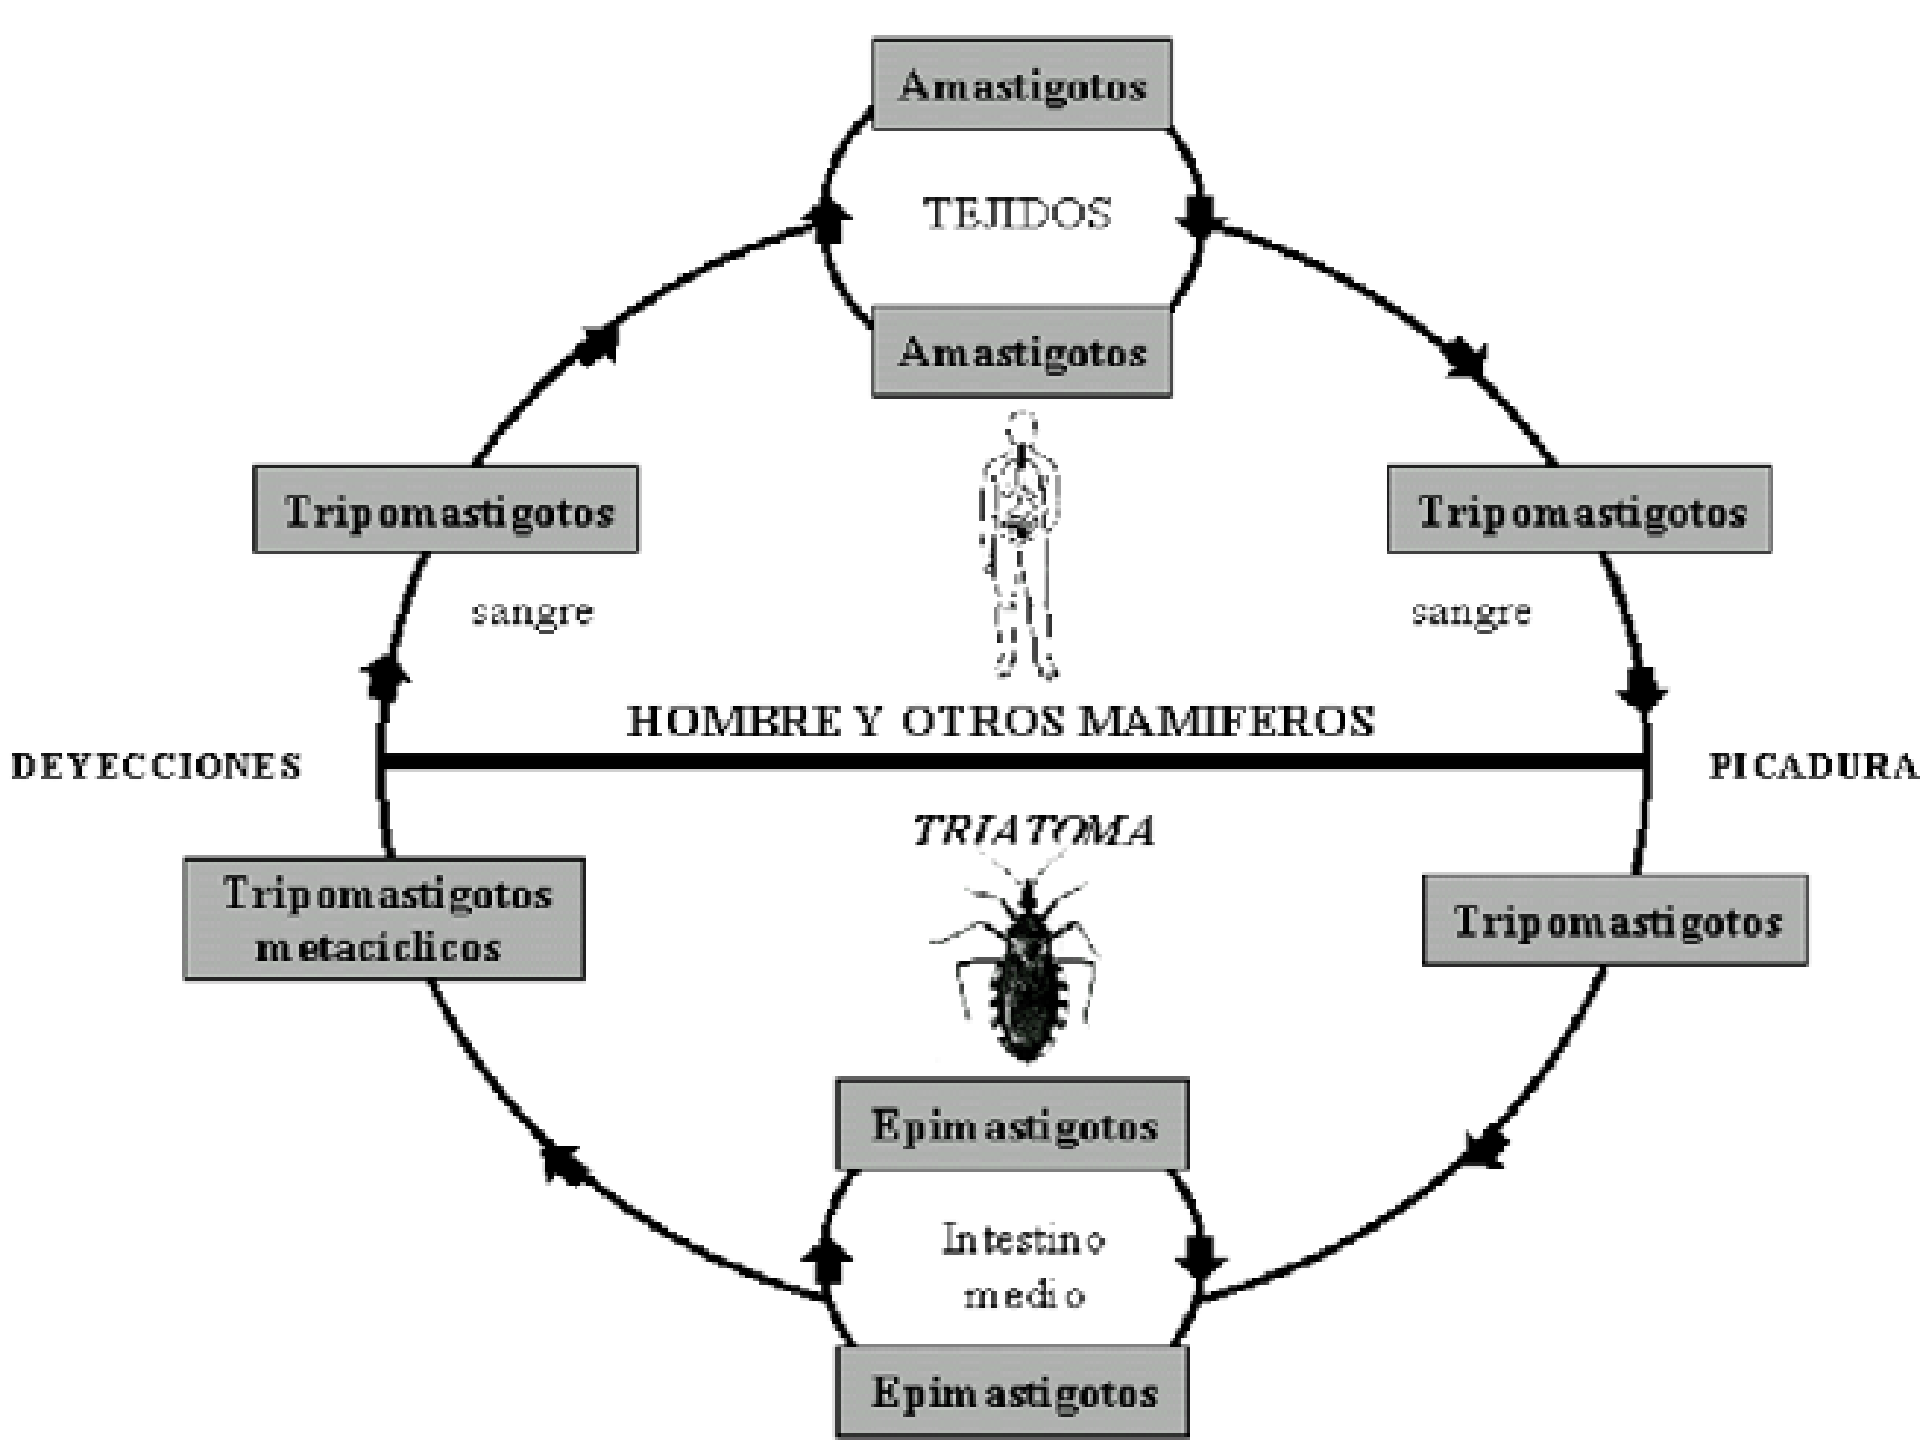 Amastigotos
TEJIDOS
Amastigotos
Tripomastigotos
Tripomastigotos
sangre
sangre
HOMBRE Y OTROS MAMIFEROS
DEYECCIONES
PICADURA
TRIATOMA
Tripomastigotos
metacíclicos
Tripomastigotos
Epimastigotos
Intestino
medio
Epimastigotos